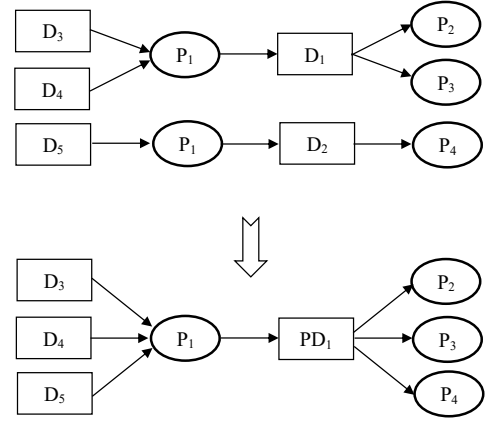 D₃ P₁ D₁ P₂
D₄ P₃
D₅ P₁ D₂ P₄
D₃ P₂
D₄ P₁ PD₁ P₃
D₅ P₄